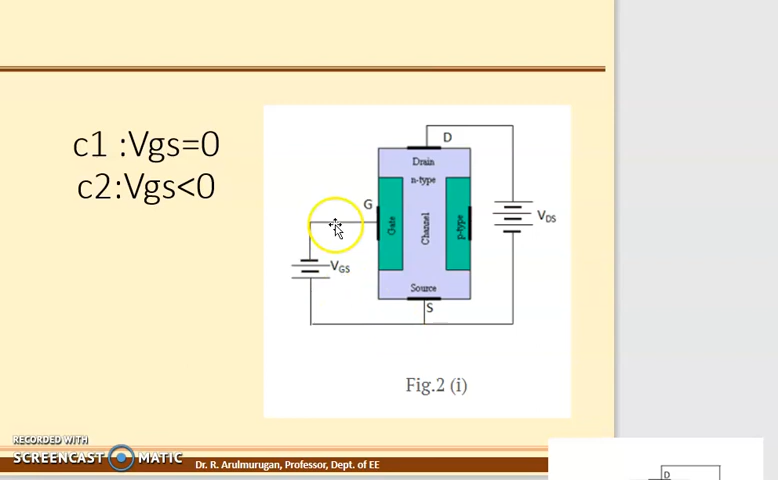 c1 :Vgs=0
c2:Vgs<0
D
Drain
n-type
G
Gate
Channel
p-type
VDS
VGS
Source
S
Fig.2 (i)
RECORDED WITH
SCREENCAST MATIC
Dr. R. Arulmurugan, Professor, Dept. of EE
D